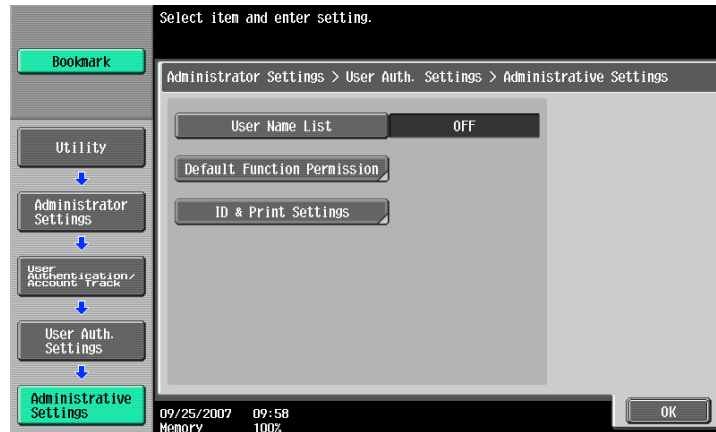 Select item and enter setting.
Bookmark
Administrator Settings > User Auth. Settings > Administrative Settings
User Name List
OFF
Utility
Default Function Permission
Administrator
Settings
ID & Print Settings
User
Authentication/
Account Track
User Auth.
Settings
Administrative
Settings
09/25/2007 09:58
Memory 100%
OK